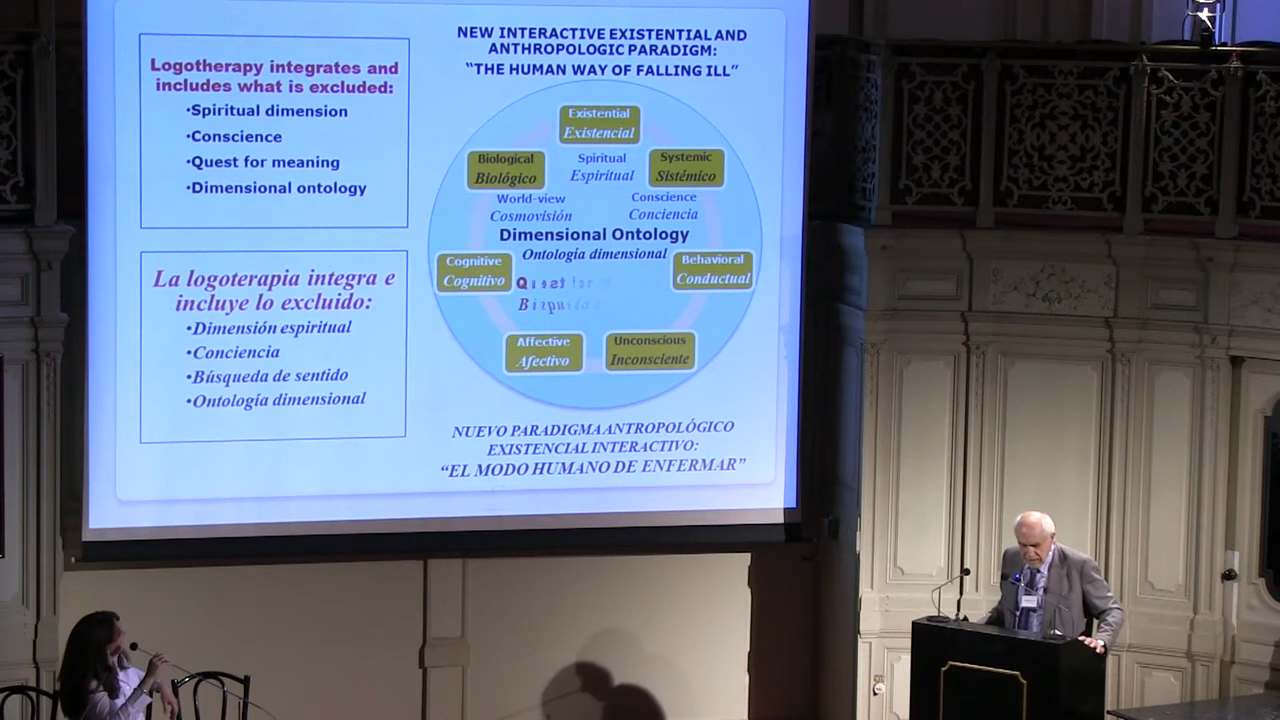 Logotherapy integrates and
includes what is excluded:
•Spiritual dimension
•Conscience
•Quest for meaning
•Dimensional ontology
La logoterapia integra e
incluye lo excluido:
•Dimensión espiritual
•Conciencia
•Búsqueda de sentido
•Ontología dimensional
NEW INTERACTIVE EXISTENTIAL AND
ANTHROPOLOGIC PARADIGM:
“THE HUMAN WAY OF FALLING ILL”
Existential
Existencial
Biological
Biológico
Spiritual
Espiritual
Systemic
Sistémico
World-view
Cosmovisión
Conscience
Conciencia
Dimensional Ontology
Ontología dimensional
Cognitive
Cognitivo
Behavioral
Conductual
Affective
Afectivo
Unconscious
Inconsciente
NUEVO PARADIGMA ANTROPOLÓGICO
EXISTENCIAL INTERACTIVO:
“EL MODO HUMANO DE ENFERMAR”